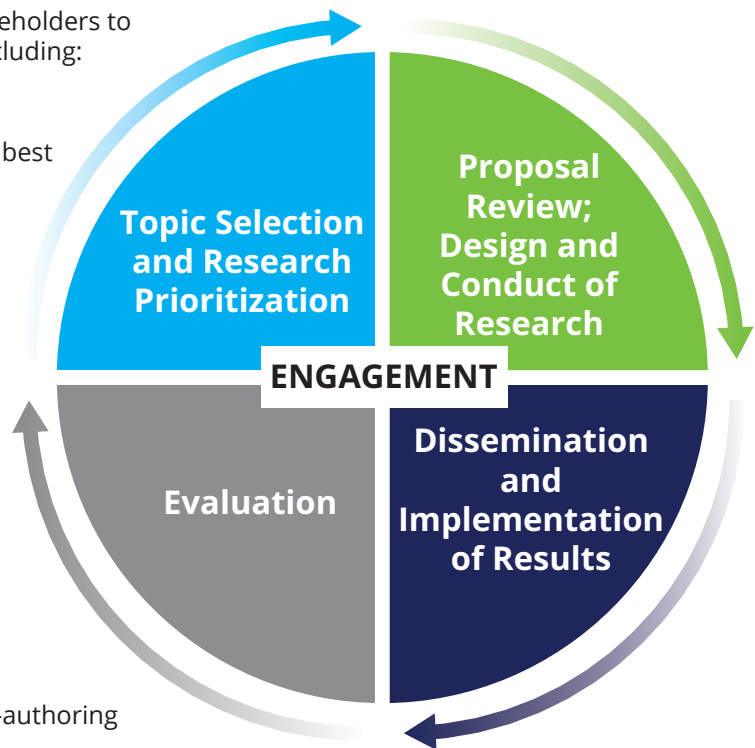 eholders to
cluding:
best
Topic Selection
and Research
Prioritization
Proposal
Review;
Design and
Conduct of
Research
ENGAGEMENT
Evaluation
Dissemination
and
Implementation
of Results
-authoring